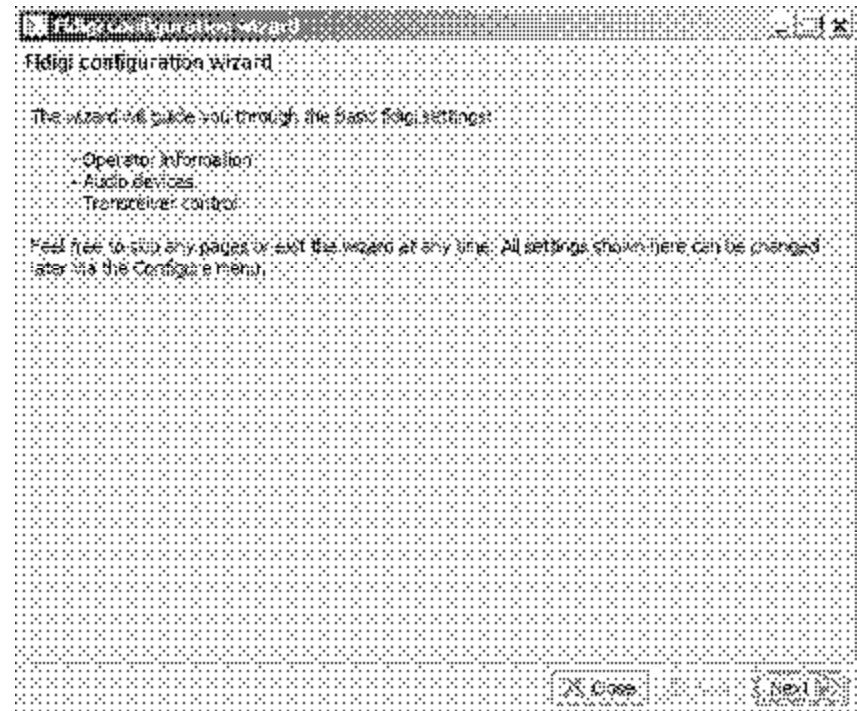 Fldigi configuration wizard
Fldigi configuration wizard
The wizard will guide you through the basic fldigi settings:
- Operator information
- Audio devices
Transceiver control
Feel free to skip any pages or exit the wizard at any time. All settings shown here can be changed
later via the Configure menu.
Close Next